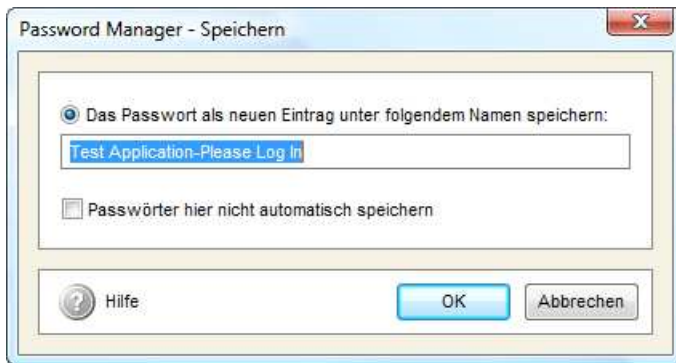 Password Manager - Speichern
Das Passwort als neuen Eintrag unter folgendem Namen speichern:
Test Application-Please Log In
Passwörter hier nicht automatisch speichern
? Hilfe
OK
Abbrechen